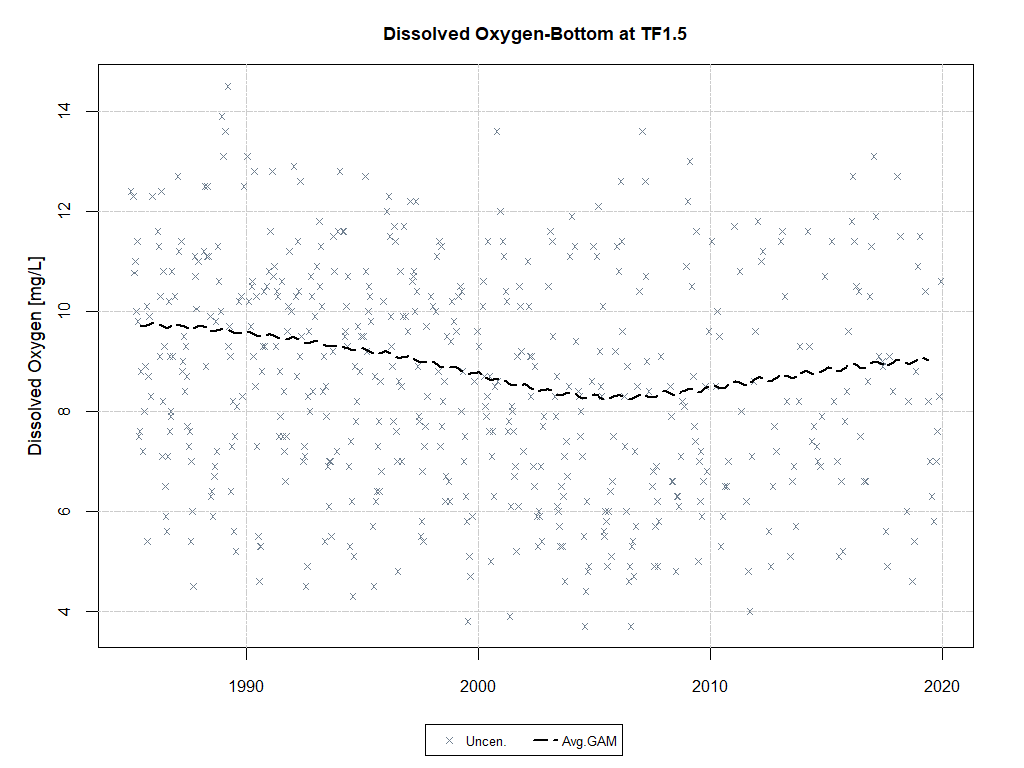 Dissolved Oxygen-Bottom at TF1.5
Dissolved Oxygen [mg/L]
14
12
10
8
6
4
1990 2000 2010 2020
Uncen. Avg.GAM